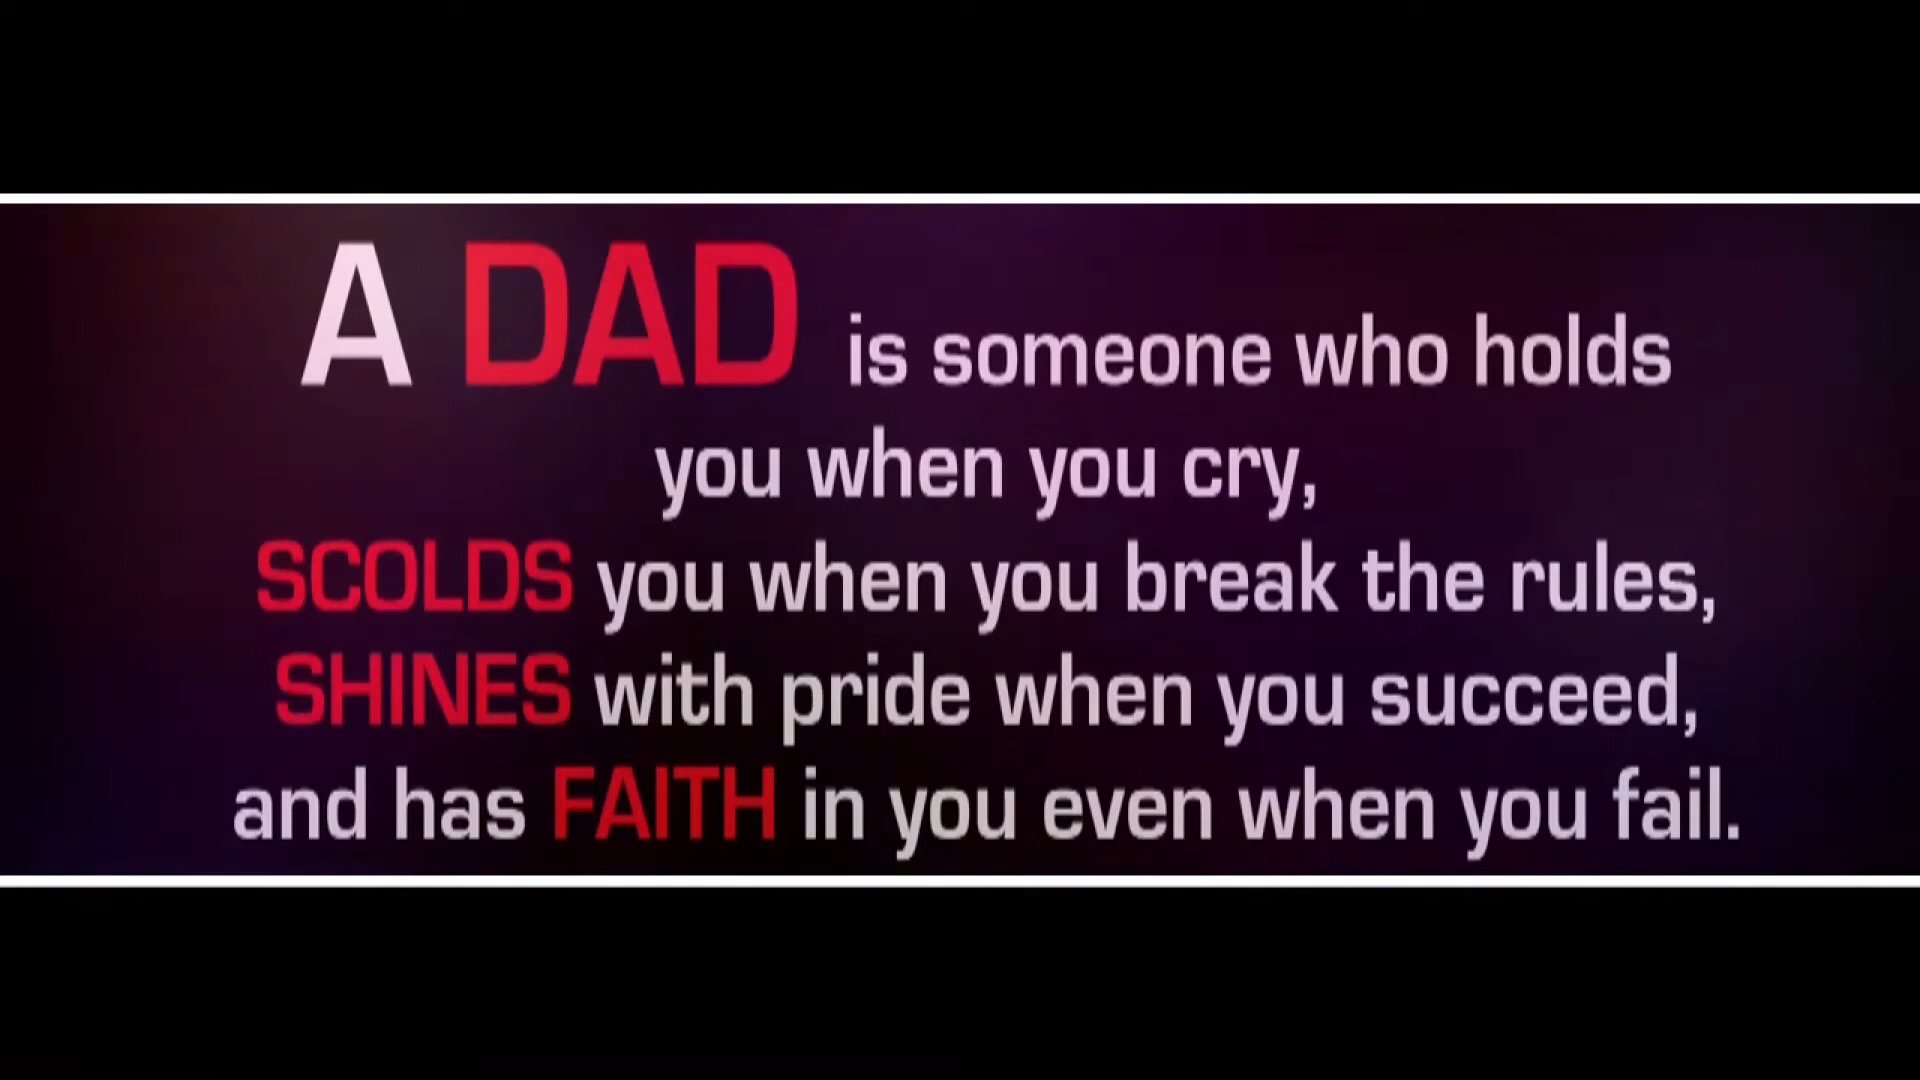 A DAD is someone who holds
you when you cry,
SCOLDS you when you break the rules,
SHINES with pride when you succeed,
and has FAITH in you even when you fail.